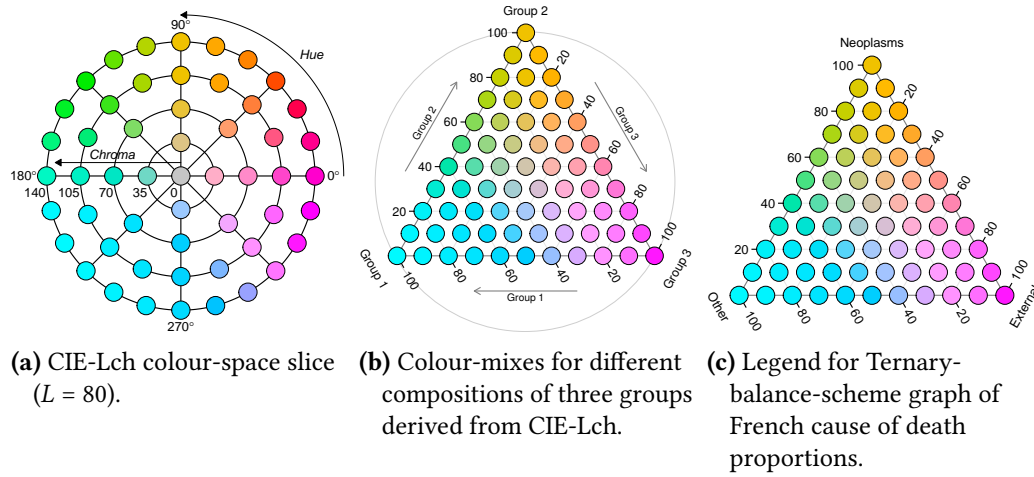 90°
Hue
Chroma
180°
0°
140 105 70 35 0
270°
Group 2
100
80
60
40
20
20
40
60
80
100
Group 2
Group 3
Group 1
100
80
60
40
20
Group 3
Group 1
Neoplasms
100
80
60
40
20
20
40
60
80
100
Other
100
80
60
40
20
External
(a) CIE-Lch colour-space slice
(L = 80).
(b) Colour-mixes for different
compositions of three groups
derived from CIE-Lch.
(c) Legend for Ternary-
balance-scheme graph of
French cause of death
proportions.